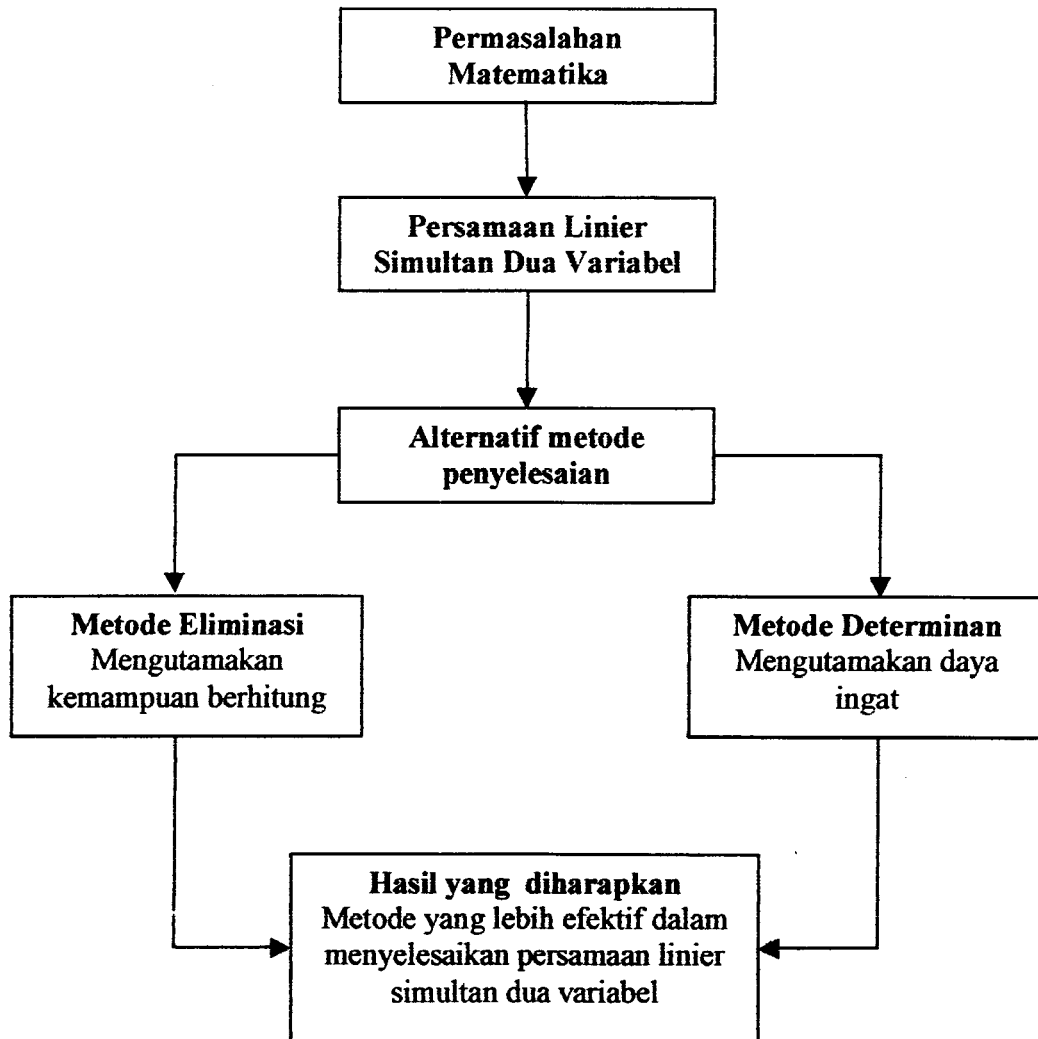 Permasalahan
Matematika
Persamaan Linier
Simultan Dua Variabel
Alternatif metode
penyelesaian
Metode Eliminasi
Mengutamakan
kemampuan berhitung
Metode Determinan
Mengutamakan daya
ingat
Hasil yang diharapkan
Metode yang lebih efektif dalam
menyelesaikan persamaan linier
simultan dua variabel